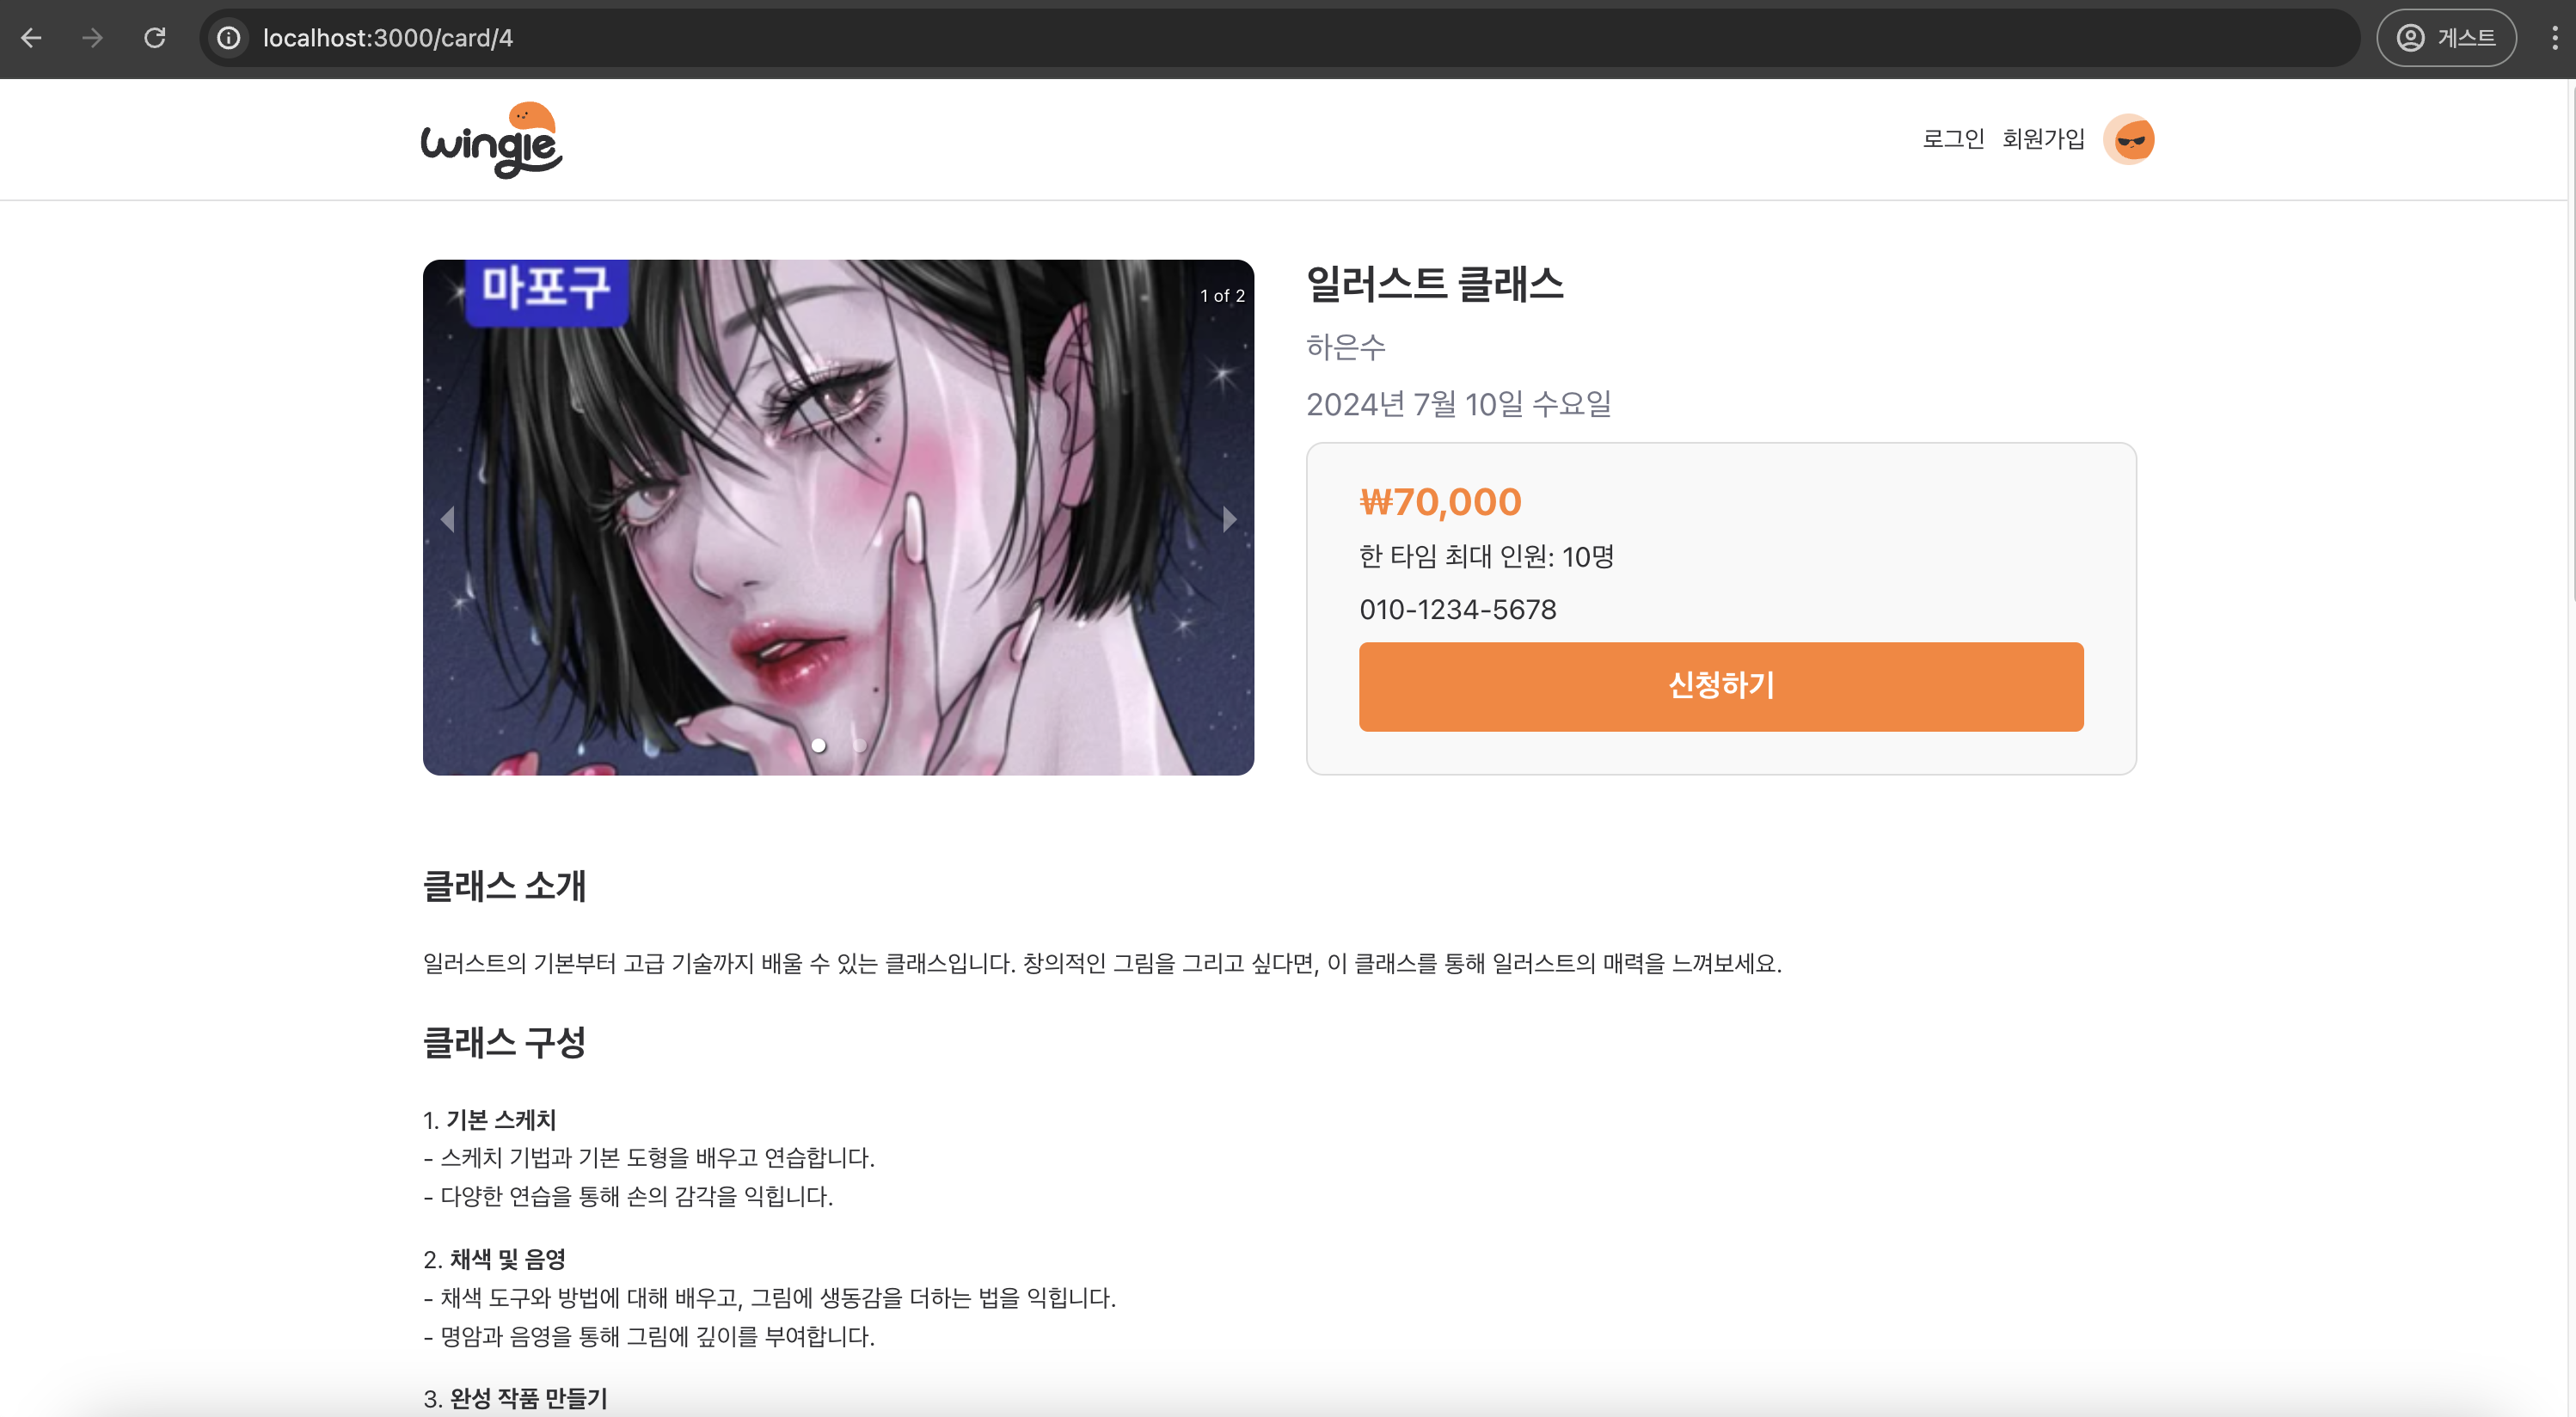 localhost:3000/card/4
게스트
wingle
로그인 회원가입
마포구
1 of 2
일러스트 클래스
하은수
2024년 7월 10일 수요일
₩70,000
한 타임 최대 인원: 10명
010-1234-5678
신청하기
클래스 소개
일러스트의 기본부터 고급 기술까지 배울 수 있는 클래스입니다. 창의적인 그림을 그리고 싶다면, 이 클래스를 통해 일러스트의 매력을 느껴보세요.
클래스 구성
1. 기본 스케치
- 스케치 기법과 기본 도형을 배우고 연습합니다.
- 다양한 연습을 통해 손의 감각을 익힙니다.
2. 채색 및 음영
- 채색 도구와 방법에 대해 배우고, 그림에 생동감을 더하는 법을 익힙니다.
- 명암과 음영을 통해 그림에 깊이를 부여합니다.
3. 완성 작품 만들기